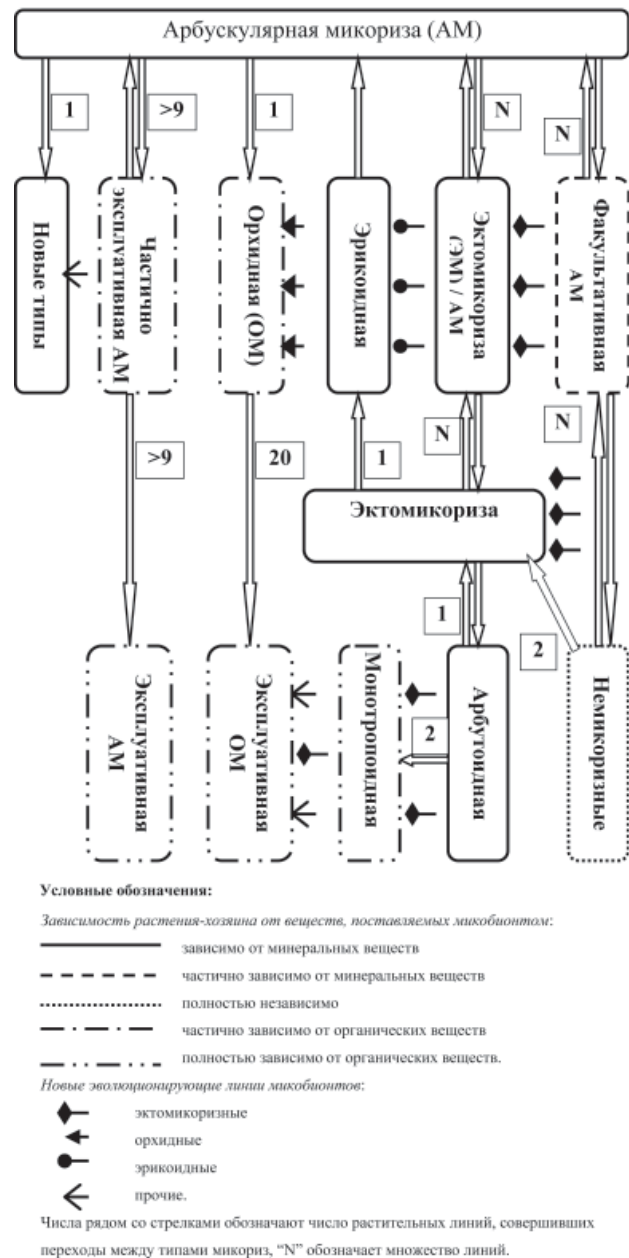 Арбускулярная микориза (АМ)
1
>9
1
N
N
Новые типы
Частично
эксплуативная АМ
Орхидная (ОМ)
Эрикоидная
Эктомикориза
(ЭМ) / АМ
Факультативная
АМ
>9
20
1
N
N
Эктомикориза
1
2
Эксплуативная
АМ
Эксплуативная
ОМ
Монотропоидная
2
Арбутоидная
Немикоризные
Условные обозначения:
Зависимость растения-хозяина от веществ, поставляемых микобионтом:
зависимо от минеральных веществ
частично зависимо от минеральных веществ
полностью независимо
частично зависимо от органических веществ
полностью зависимо от органических веществ.
Новые эволюционирующие линии микобионтов:
эктомикоризные
орхидные
эрикоидные
прочие.
Числа рядом со стрелками обозначают число растительных линий, совершивших
переходы между типами микориз, “N” обозначает множество линий.